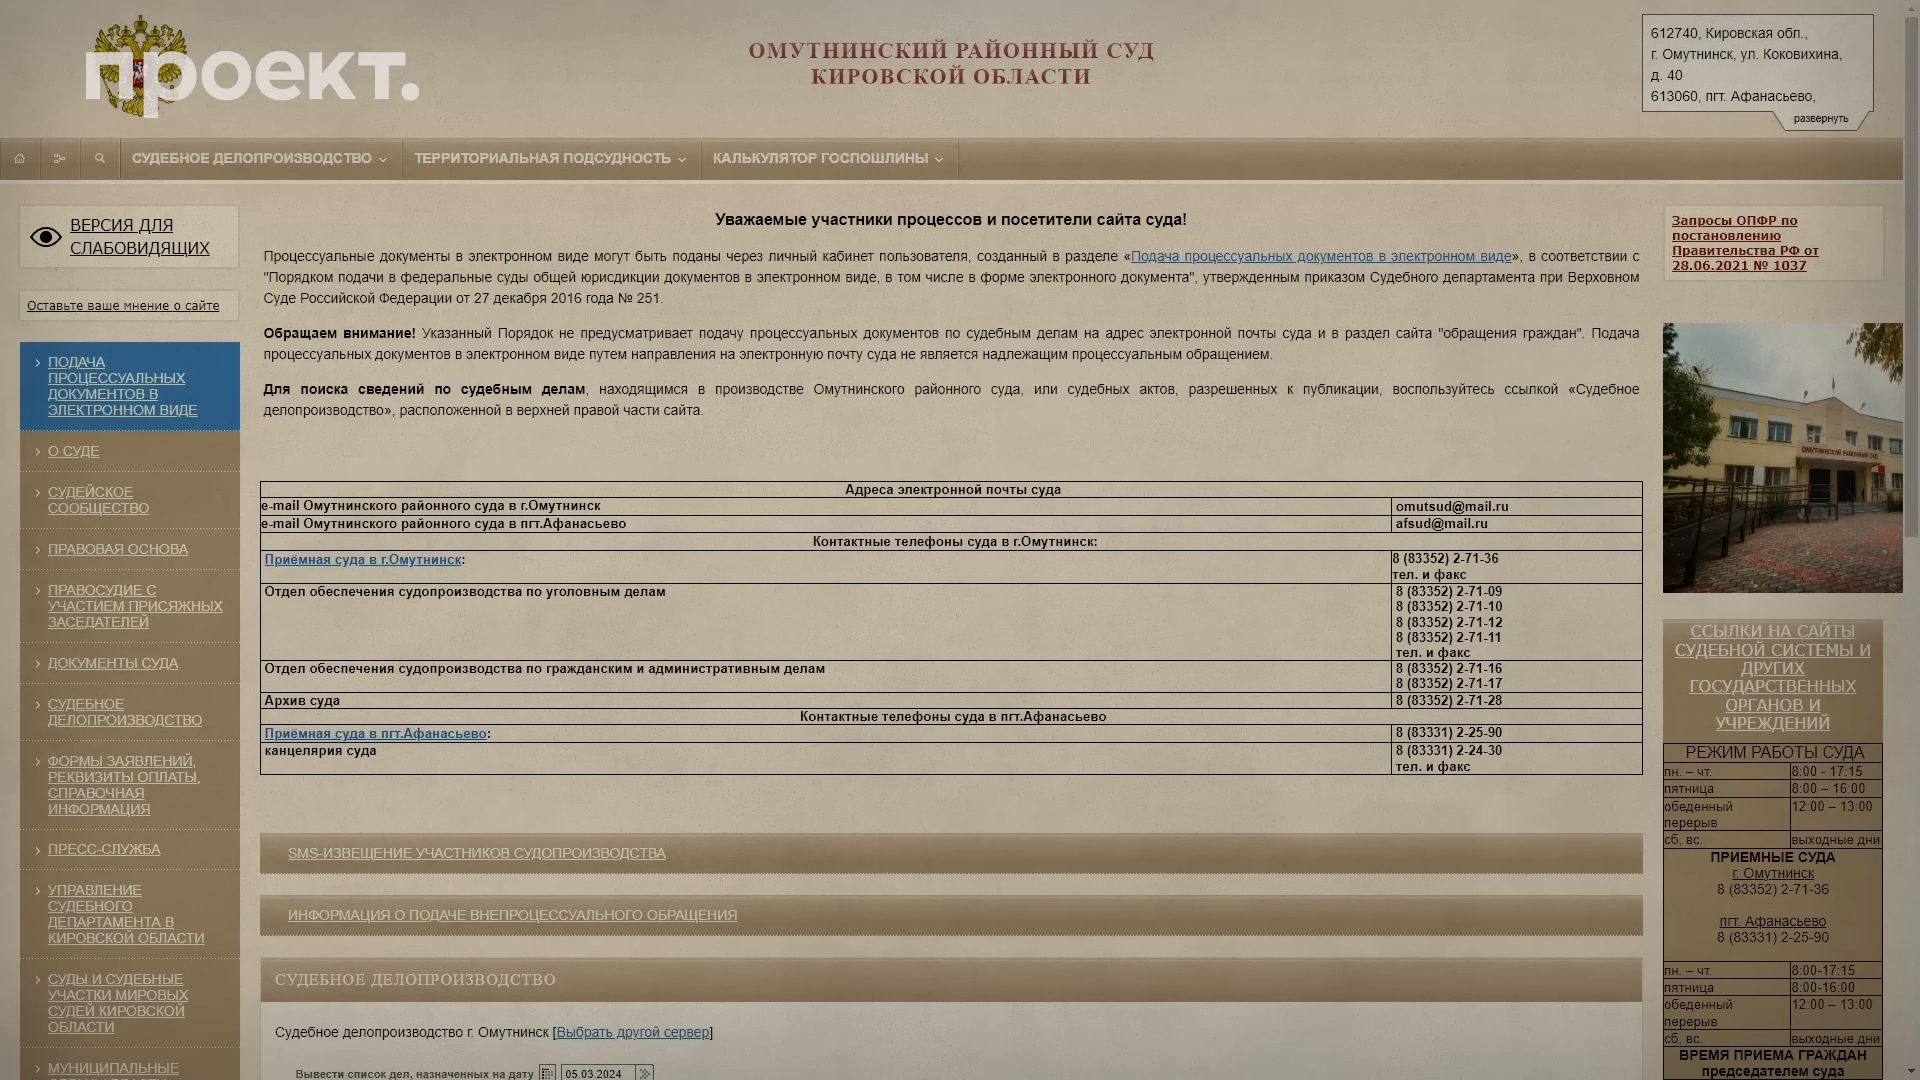 проект.
ОМУТНИНСКИЙ РАЙОННЫЙ СУД
КИРОВСКОЙ ОБЛАСТИ
612740, Кировская обл.,
г. Омутнинск, ул. Коковихина,
д. 40
613060, пгт. Афанасьево,
развернуть
СУДЕБНОЕ ДЕЛОПРОИЗВОДСТВО
ТЕРРИТОРИАЛЬНАЯ ПОДСУДНОСТЬ
КАЛЬКУЛЯТОР ГОСПОШЛИНЫ
ВЕРСИЯ ДЛЯ
СЛАБОВИДЯЩИХ
Оставьте ваше мнение о сайте
ПОДАЧА
ПРОЦЕССУАЛЬНЫХ
ДОКУМЕНТОВ В
ЭЛЕКТРОННОМ ВИДЕ
О СУДЕ
СУДЕЙСКОЕ
СООБЩЕСТВО
ПРАВОВАЯ ОСНОВА
ПРАВОСУДИЕ С
УЧАСТИЕМ ПРИСЯЖНЫХ
ЗАСЕДАТЕЛЕЙ
ДОКУМЕНТЫ СУДА
СУДЕБНОЕ
ДЕЛОПРОИЗВОДСТВО
ФОРМЫ ЗАЯВЛЕНИЙ,
РЕКВИЗИТЫ ОПЛАТЫ,
СПРАВОЧНАЯ
ИНФОРМАЦИЯ
ПРЕСС-СЛУЖБА
УПРАВЛЕНИЕ
СУДЕБНОГО
ДЕПАРТАМЕНТА В
КИРОВСКОЙ ОБЛАСТИ
СУДЫ И СУДЕБНЫЕ
УЧАСТКИ МИРОВЫХ
СУДЕЙ КИРОВСКОЙ
ОБЛАСТИ
МУНИЦИПАЛЬНЫЕ
Уважаемые участники процессов и посетители сайта суда!
Процессуальные документы в электронном виде могут быть поданы через личный кабинет пользователя, созданный в разделе «Подача процессуальных документов в электронном виде», в соответствии с
"Порядком подачи в федеральные суды общей юрисдикции документов в электронном виде, в том числе в форме электронного документа", утвержденным приказом Судебного департамента при Верховном
Суде Российской Федерации от 27 декабря 2016 года № 251.
Обращаем внимание! Указанный Порядок не предусматривает подачу процессуальных документов по судебным делам на адрес электронной почты суда и в раздел сайта "обращения граждан". Подача
процессуальных документов в электронном виде путем направления на электронную почту суда не является надлежащим процессуальным обращением.
Для поиска сведений по судебным делам, находящимся в производстве Омутнинского районного суда, или судебных актов, разрешенных к публикации, воспользуйтесь ссылкой «Судебное
делопроизводство», расположенной в верхней правой части сайта.
Адреса электронной почты суда
e-mail Омутнинского районного суда в г.Омутнинск omutsud@mail.ru
e-mail Омутнинского районного суда в пгт.Афанасьево afsud@mail.ru
Контактные телефоны суда в г.Омутнинск:
Приёмная суда в г.Омутнинск: 8 (83352) 2-71-36
тел. и факс
Отдел обеспечения судопроизводства по уголовным делам 8 (83352) 2-71-09
8 (83352) 2-71-10
8 (83352) 2-71-12
8 (83352) 2-71-11
тел. и факс
Отдел обеспечения судопроизводства по гражданским и административным делам 8 (83352) 2-71-16
8 (83352) 2-71-17
Архив суда 8 (83352) 2-71-28
Контактные телефоны суда в пгт.Афанасьево
Приёмная суда в пгт.Афанасьево: 8 (83331) 2-25-90
канцелярия суда 8 (83331) 2-24-30
тел. и факс
SMS-ИЗВЕЩЕНИЕ УЧАСТНИКОВ СУДОПРОИЗВОДСТВА
ИНФОРМАЦИЯ О ПОДАЧЕ ВНЕПРОЦЕССУАЛЬНОГО ОБРАЩЕНИЯ
СУДЕБНОЕ ДЕЛОПРОИЗВОДСТВО
Судебное делопроизводство г. Омутнинск [Выбрать другой сервер]
Вывести список дел, назначенных на дату 05.03.2024
Запросы ОПФР по
постановлению
Правительства РФ от
28.06.2021 № 1037
ОМУТНИНСКИЙ РАЙОННЫЙ СУД
ССЫЛКИ НА САЙТЫ
СУДЕБНОЙ СИСТЕМЫ И
ДРУГИХ
ГОСУДАРСТВЕННЫХ
ОРГАНОВ И
УЧРЕЖДЕНИЙ
РЕЖИМ РАБОТЫ СУДА
пн. – чт. 8:00 - 17:15
пятница 8:00 – 16:00
обеденный 12:00 – 13:00
перерыв
сб, вс. выходные дни
ПРИЕМНЫЕ СУДА
г. Омутнинск
8 (83352) 2-71-36
пгт. Афанасьево
8 (83331) 2-25-90
пн. – чт. 8:00-17:15
пятница 8:00-16:00
обеденный 12:00 – 13:00
перерыв
сб, вс. выходные дни
ВРЕМЯ ПРИЕМА ГРАЖДАН
председателем суда